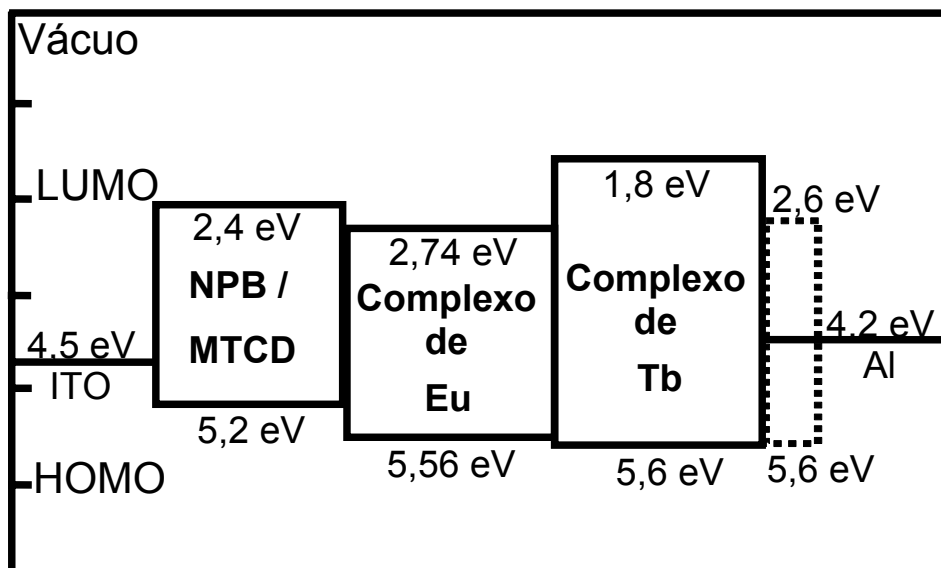 Vácuo
LUMO
4,5 eV
ITO
HOMO
2,4 eV
NPB /
MTCD
5,2 eV
2,74 eV
Complexo
de
Eu
5,56 eV
1,8 eV
Complexo
de
Tb
5,6 eV
2,6 eV
4,2 eV
Al
5,6 eV